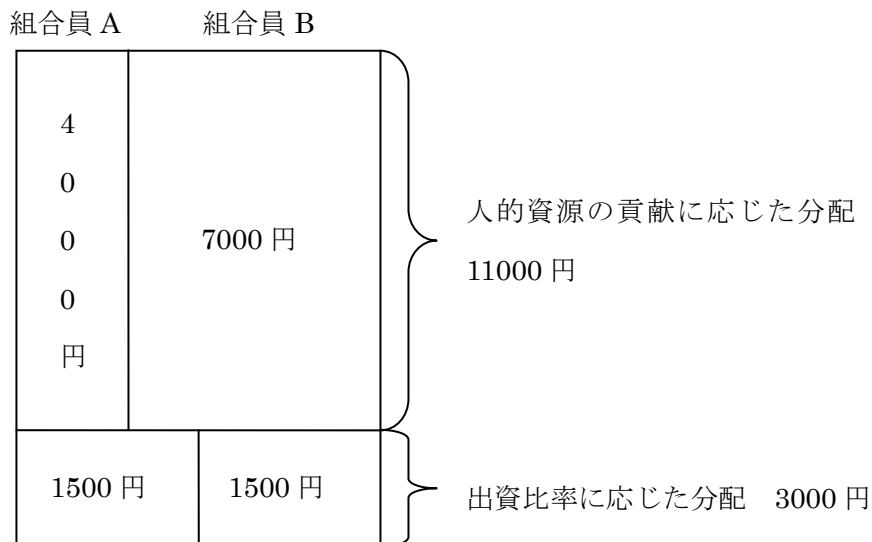 組合員 A 組合員 B
4
0
0
0
円
7000 円
人的資源の貢献に応じた分配
11000 円
1500 円 1500 円
出資比率に応じた分配 3000 円